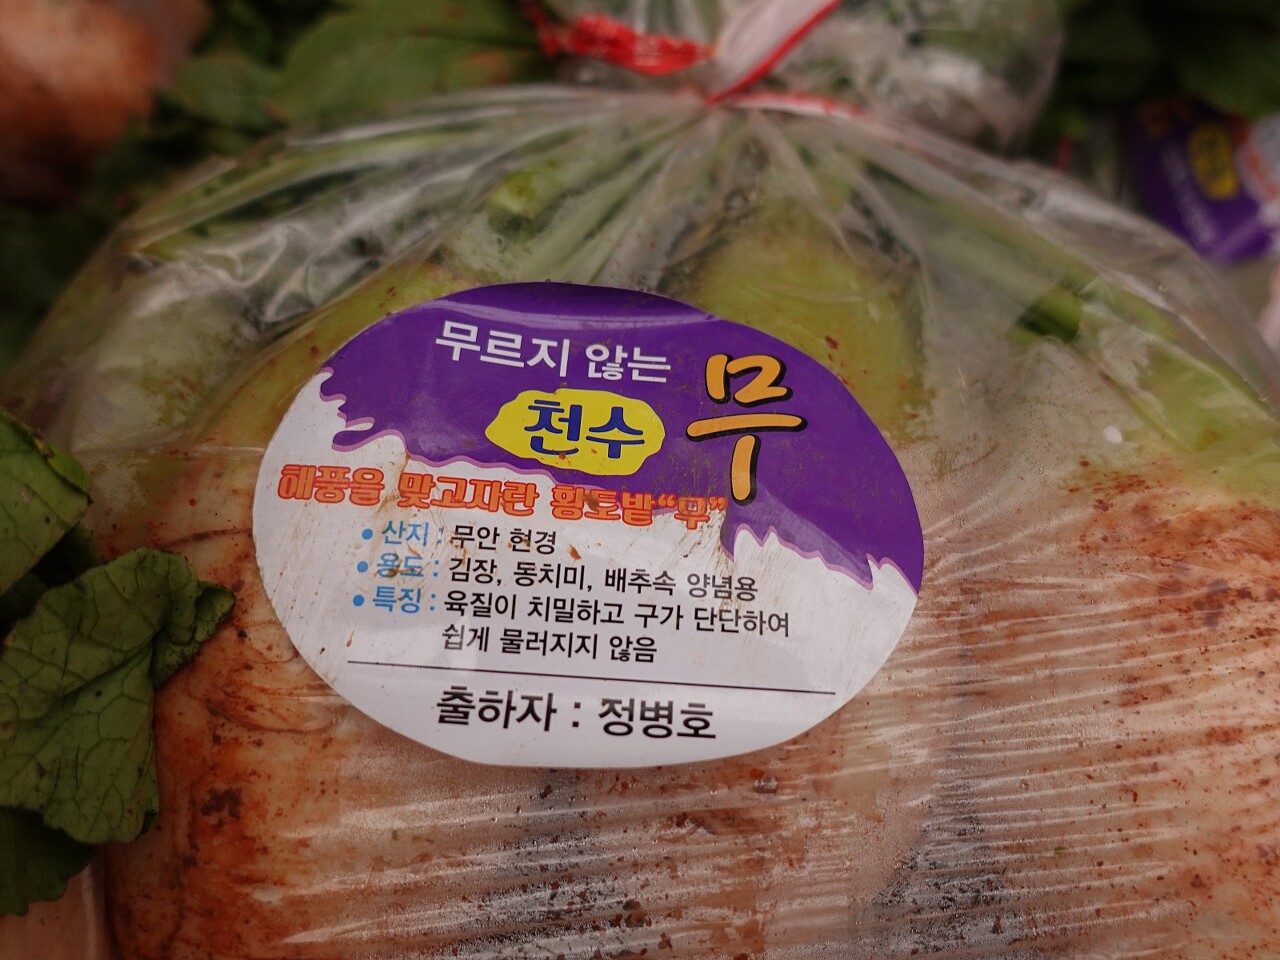 무르지 않는
천수 무
해풍을 맞고자란 황토밭 “무”
• 산지 : 무안 현경
• 용도 : 김장, 동치미, 배추속 양념용
• 특징 : 육질이 치밀하고 구가 단단하여
쉽게 물러지지 않음
출하자 : 정병호